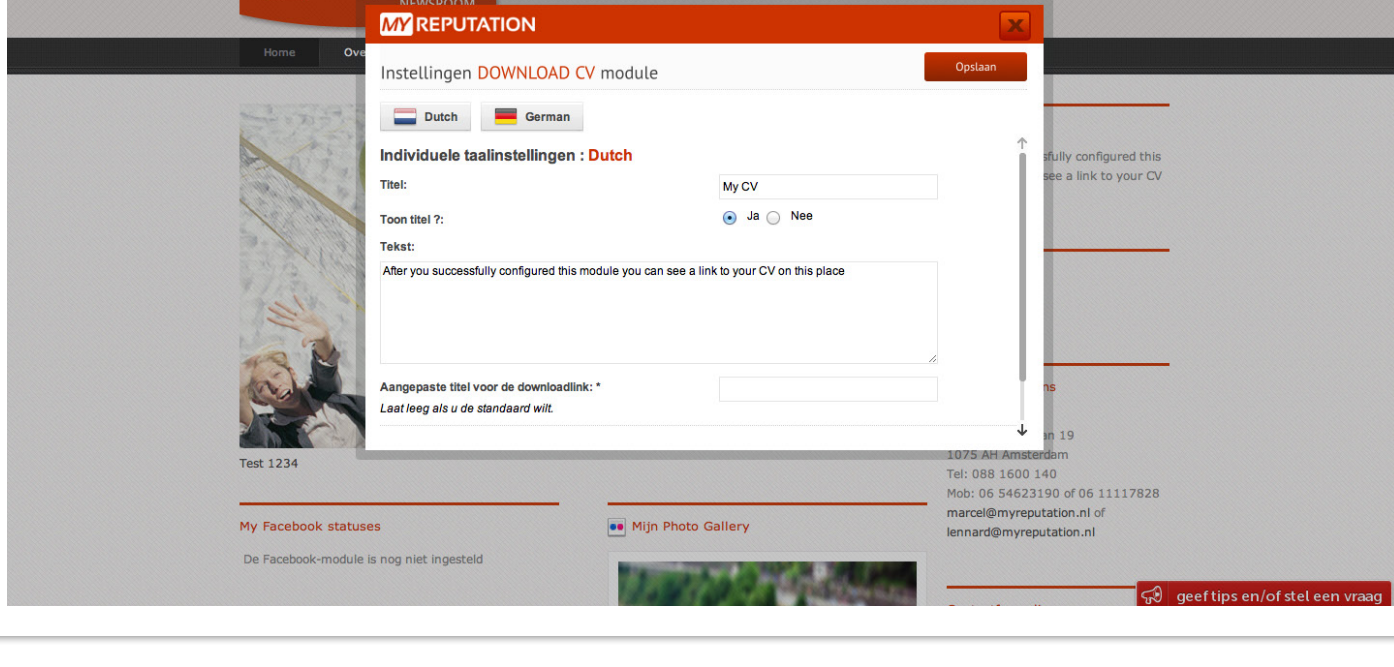 NEWSROOM
MY REPUTATION
X
Home
Ove
Instellingen DOWNLOAD CV module
Opslaan
Dutch
German
Individuele taalinstellingen : Dutch
Titel:
My CV
Toon titel ?:
Ja
Nee
Tekst:
After you successfully configured this module you can see a link to your CV on this place
Aangepaste titel voor de downloadlink: *
Laat leeg als u de standaard wilt.
sfully configured this
see a link to your CV
ns
an 19
1075 AH Amsterdam
Tel: 088 1600 140
Mob: 06 54623190 of 06 11117828
marcel@myreputation.nl of
lennard@myreputation.nl
Test 1234
My Facebook statuses
De Facebook-module is nog niet ingesteld
Mijn Photo Gallery
geef tips en/of stel een vraag